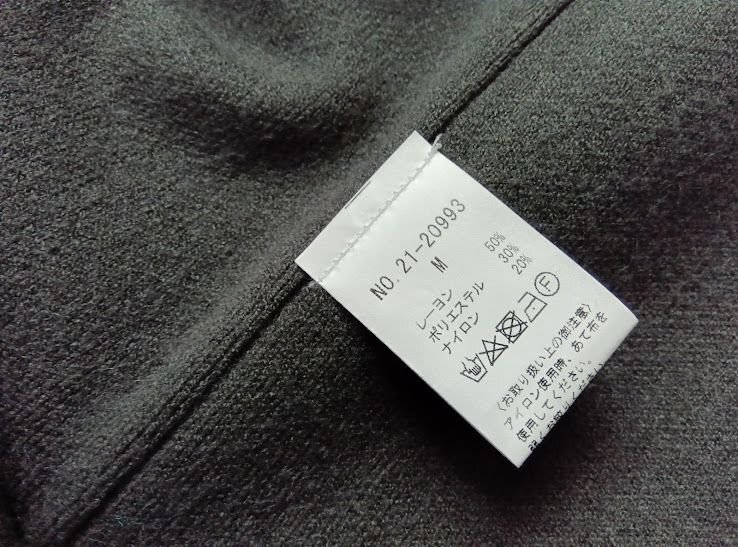 NO.21-20993
M
レーヨン 50%
ポリエステル 30%
ナイロン 20%
F
〈お取り扱い上の御注意〉
アイロン使用時、あて布を
使用してください。